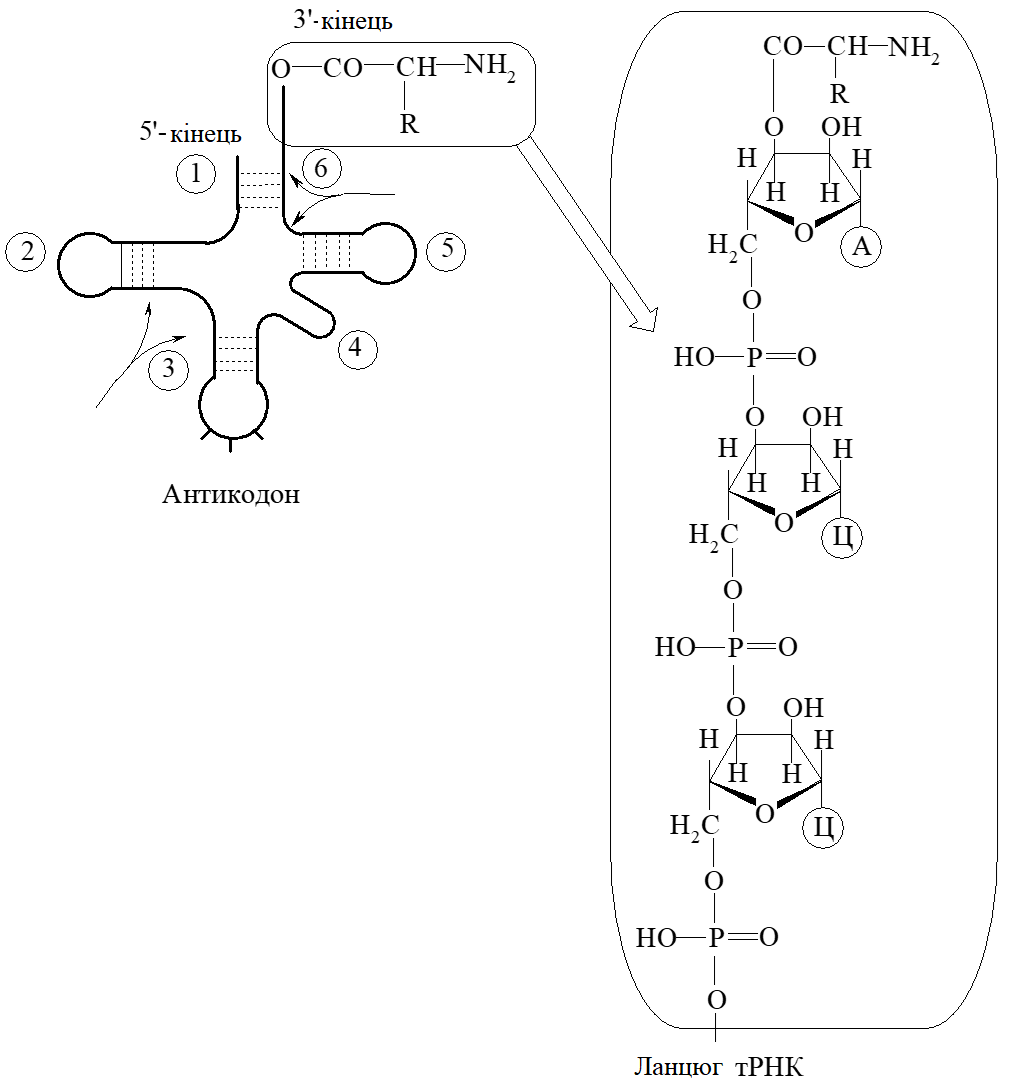 3'-кінець
O—CO—CH—NH2
R
5'-кінець
1
6
2
5
4
3
Антикодон
CO—CH—NH2
R
O
OH
H
H
H
H
O
H2C
А
O
HO—P=O
O
OH
H
H
H
H
O
H2C
Ц
O
HO—P=O
O
OH
H
H
H
H
O
H2C
Ц
O
HO—P=O
O
Ланцюг тРНК